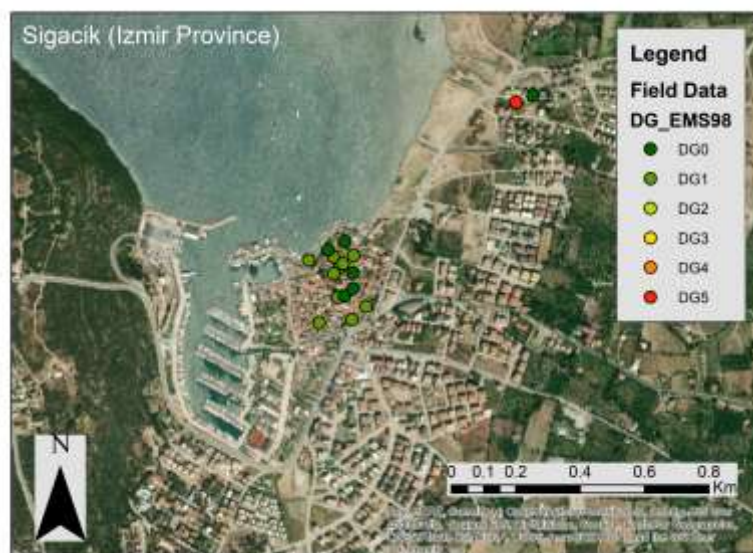 Sigacik (Izmir Province)
Legend
Field Data
DG_EMS98
DG0
DG1
DG2
DG3
DG4
DG5
N
0 0.1 0.2 0.4 0.6 0.8
Km